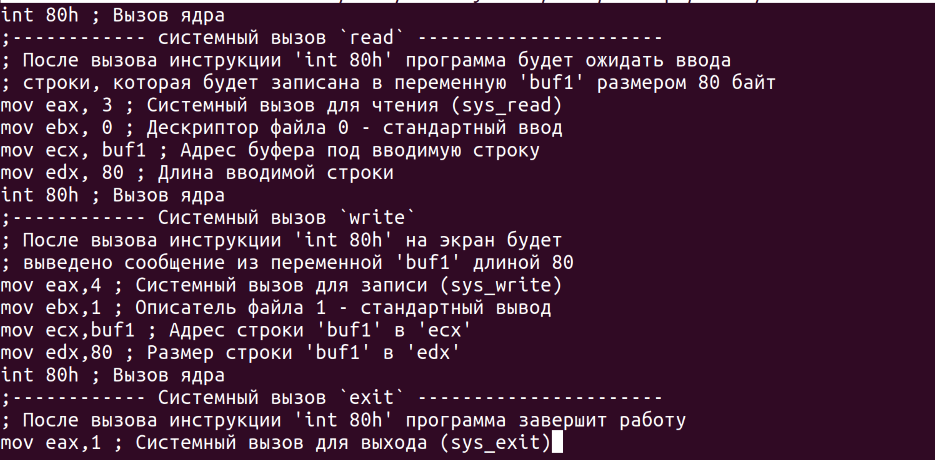 int 80h ; Вызов ядра
;------------ системный вызов `read` ----------------------
; После вызова инструкции 'int 80h' программа будет ожидать ввода
; строки, которая будет записана в переменную 'buf1' размером 80 байт
mov eax, 3 ; Системный вызов для чтения (sys_read)
mov ebx, 0 ; Дескриптор файла 0 - стандартный ввод
mov ecx, buf1 ; Адрес буфера под вводимую строку
mov edx, 80 ; Длина вводимой строки
int 80h ; Вызов ядра
;------------ Системный вызов `write`
; После вызова инструкции 'int 80h' на экран будет
; выведено сообщение из переменной 'buf1' длиной 80
mov eax,4 ; Системный вызов для записи (sys_write)
mov ebx,1 ; Описатель файла 1 - стандартный вывод
mov ecx,buf1 ; Адрес строки 'buf1' в 'ecx'
mov edx,80 ; Размер строки 'buf1' в 'edx'
int 80h ; Вызов ядра
;------------ Системный вызов `exit` ----------------------
; После вызова инструкции 'int 80h' программа завершит работу
mov eax,1 ; Системный вызов для выхода (sys_exit)